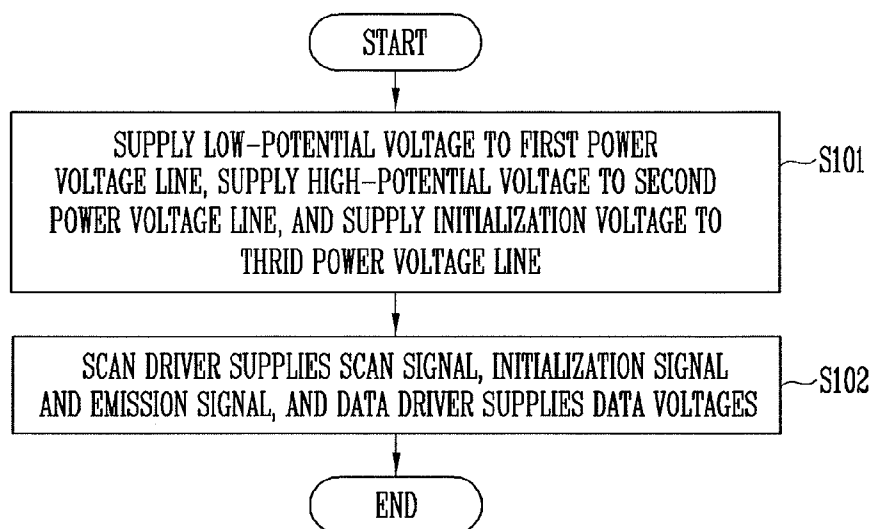 START
SUPPLY LOW-POTENTIAL VOLTAGE TO FIRST POWER
VOLTAGE LINE, SUPPLY HIGH-POTENTIAL VOLTAGE TO SECOND
POWER VOLTAGE LINE, AND SUPPLY INITIALIZATION VOLTAGE TO
THRID POWER VOLTAGE LINE
S101
SCAN DRIVER SUPPLIES SCAN SIGNAL, INITIALIZATION SIGNAL
AND EMISSION SIGNAL, AND DATA DRIVER SUPPLIES DATA VOLTAGES
S102
END